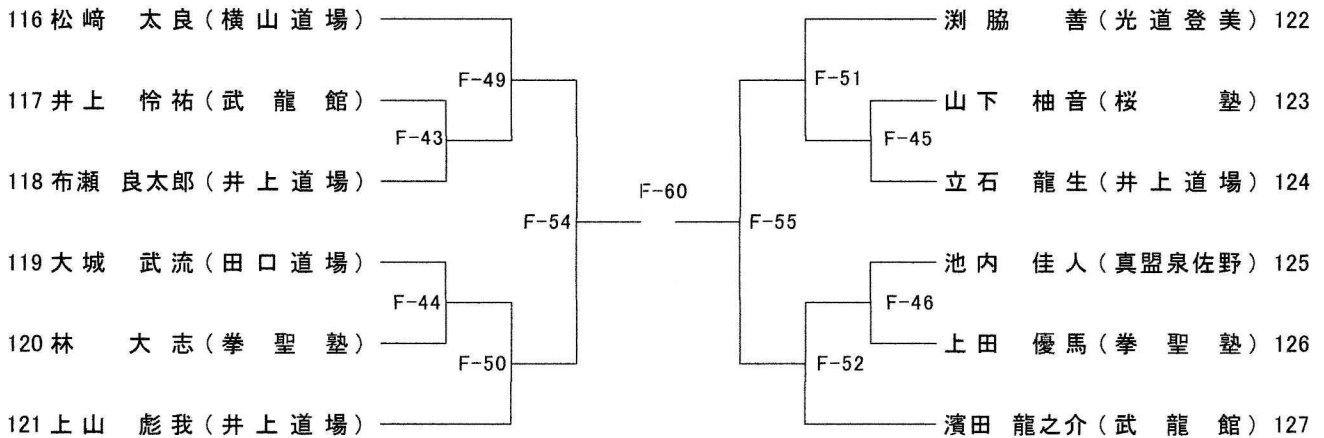 116 松﨑 太良(横山道場)
F-49
117 井上 怜祐(武龍館)
F-43
118 布瀬 良太郎(井上道場)
F-54
119 大城 武流(田口道場)
F-44
120 林 大志(拳聖塾)
F-50
121 上山 彪我(井上道場)
F-60
渕脇 善(光道登美) 122
F-51
山下 柚音(桜塾) 123
F-45
立石 龍生(井上道場) 124
F-55
池内 佳人(真盟泉佐野) 125
F-46
上田 優馬(拳聖塾) 126
F-52
濱田 龍之介(武龍館) 127